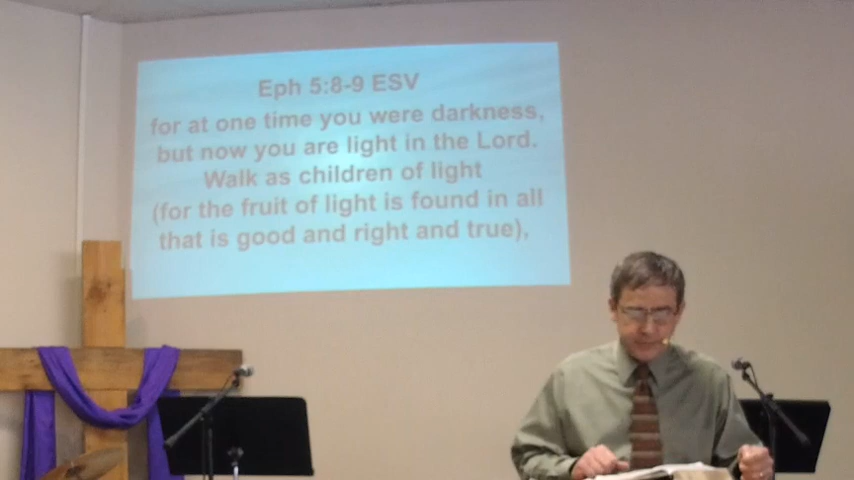 Eph 5:8-9 ESV
for at one time you were darkness,
but now you are light in the Lord.
Walk as children of light
(for the fruit of light is found in all
that is good and right and true),